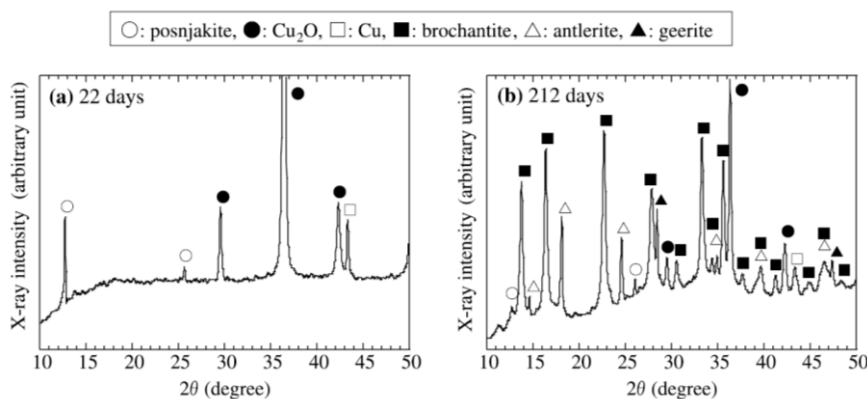 ○: posnjakite, ●: Cu₂O, □: Cu, ■: brochantite, △: antlerite, ▲: geerite
(a) 22 days
X-ray intensity (arbitrary unit)
10 15 20 25 30 35 40 45 50
2θ (degree)
(b) 212 days
X-ray intensity (arbitrary unit)
10 15 20 25 30 35 40 45 50
2θ (degree)